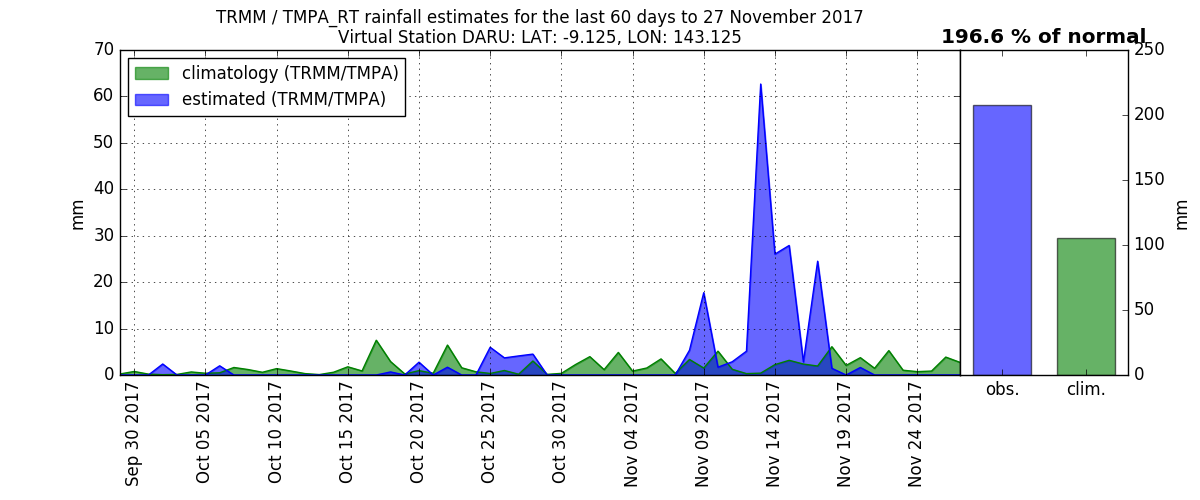 TRMM / TMPA_RT rainfall estimates for the last 60 days to 27 November 2017
Virtual Station DARU: LAT: -9.125, LON: 143.125
196.6 % of normal
climatology (TRMM/TMPA)
estimated (TRMM/TMPA)
70
60
50
40
30
20
10
0
mm
Sep 30 2017
Oct 05 2017
Oct 10 2017
Oct 15 2017
Oct 20 2017
Oct 25 2017
Oct 30 2017
Nov 04 2017
Nov 09 2017
Nov 14 2017
Nov 19 2017
Nov 24 2017
250
200
150
100
50
0
mm
obs.
clim.